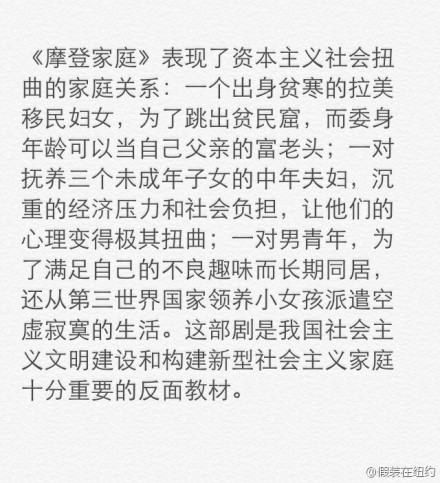 《摩登家庭》表现了资本主义社会扭
曲的家庭关系：一个出身贫寒的拉美
移民妇女，为了跳出贫民窟，而委身
年龄可以当自己父亲的富老头；一对
抚养三个未成年子女的中年夫妇，沉
重的经济压力和社会负担，让他们的
心理变得极其扭曲；一对男青年，为
了满足自己的不良趣味而长期同居，
还从第三世界国家领养小女孩派遣空
虚寂寞的生活。这部剧是我国社会主
义文明建设和构建新型社会主义家庭
十分重要的反面教材。
@假装在纽约